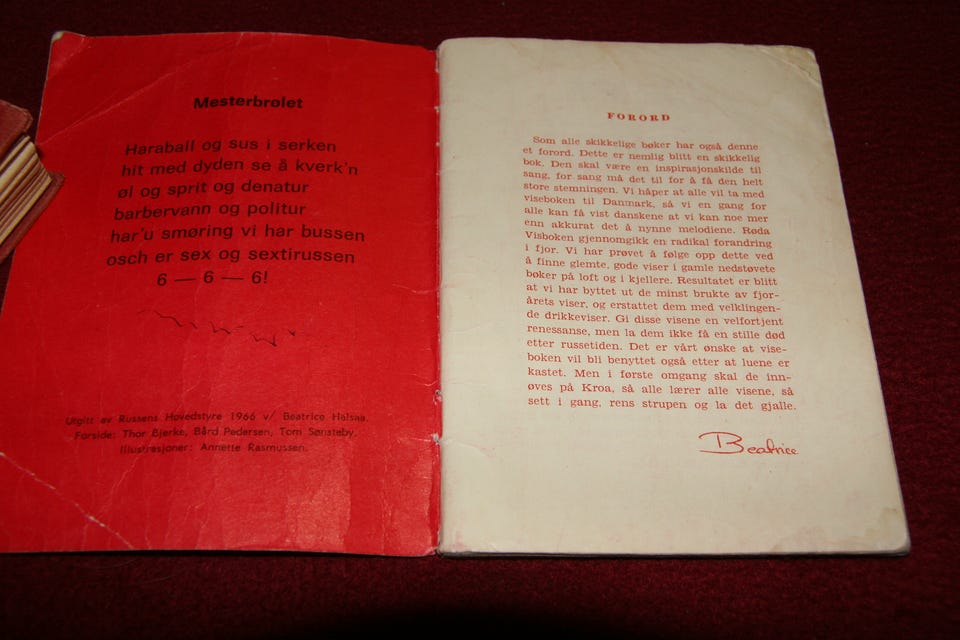 Mesterbrølet
Haraball og sus i serken
hit med dyden se å kverk'n
øl og sprit og denatur
barbervann og politur
har'u smøring vi har bussen
osch er sex og sextirussen
6 — 6 — 6!
Utgitt av Russens Hovedstyre 1966 v/ Beatrice Halsaa.
Forside: Thor Bjerke, Bård Pedersen, Tom Sønsteby.
Illustrasjoner: Annette Rasmussen.
FORORD
Som alle skikkelige bøker har også denne
et forord. Dette er nemlig blitt en skikkelig
bok. Den skal være en inspirasjonskilde til
sang, for sang må det til for å få den helt
store stemningen. Vi håper at alle vil ta med
viseboken til Danmark, så vi en gang for
alle kan få vist danskene at vi kan noe mer
enn akkurat det å nynne melodiene. Røda
Visboken gjennomgikk en radikal forandring
i fjor. Vi har prøvet å følge opp dette ved
å finne glemte, gode viser i gamle nedstøvete
bøker på loft og i kjellere. Resultatet er blitt
at vi har byttet ut de minst brukte av fjor-
årets viser, og erstattet dem med velklingen-
de drikkeviser. Gi disse visene en velfortjent
renessanse, men la dem ikke få en stille død
etter russetiden. Det er vårt ønske at vise-
boken vil bli benyttet også etter at luene er
kastet. Men i første omgang skal de inn-
øves på Kroa, så alle lærer alle visene, så
sett i gang, rens strupen og la det gjalle.
Beatrice